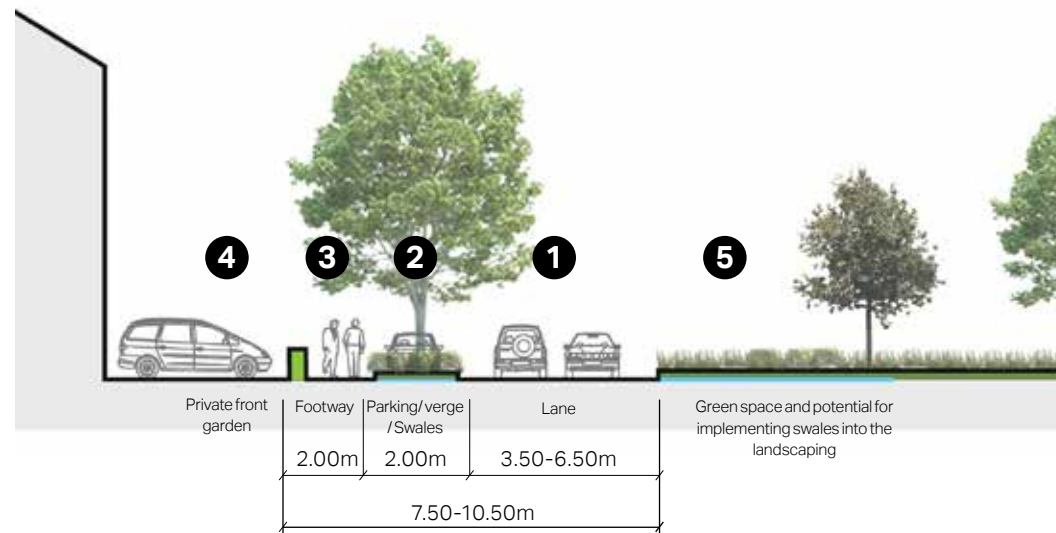 4
3
2
1
5
Private front
garden
Footway
Parking/verge
/Swales
Lane
Green space and potential for
implementing swales into the
landscaping
2.00m
2.00m
3.50-6.50m
7.50-10.50m